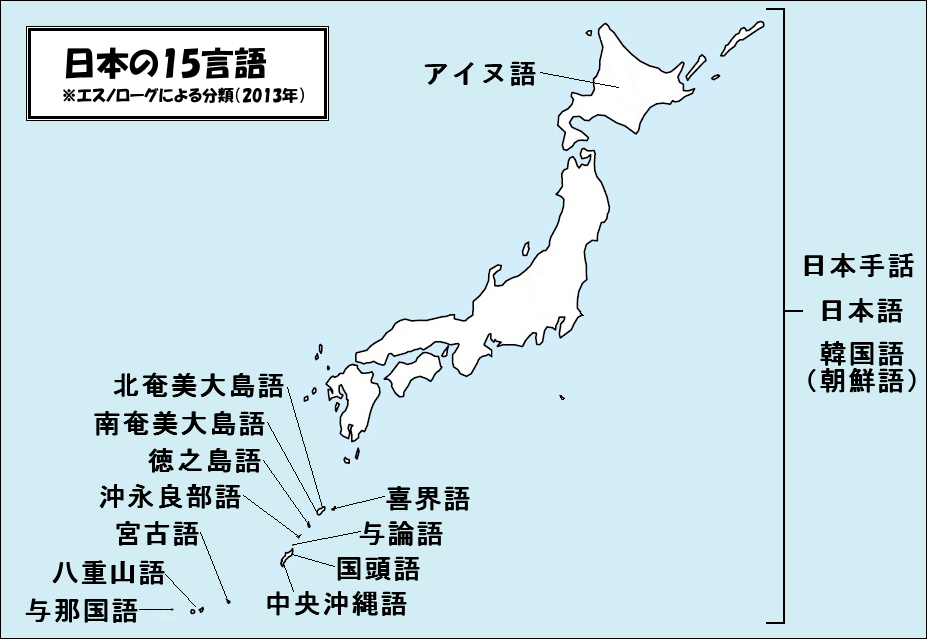 日本の15言語
※エスノローグによる分類(2013年)
アイヌ語
日本手話
日本語
韓国語
(朝鮮語)
北奄美大島語
南奄美大島語
徳之島語
沖永良部語
宮古語
八重山語
与那国語
喜界語
与論語
国頭語
中央沖縄語